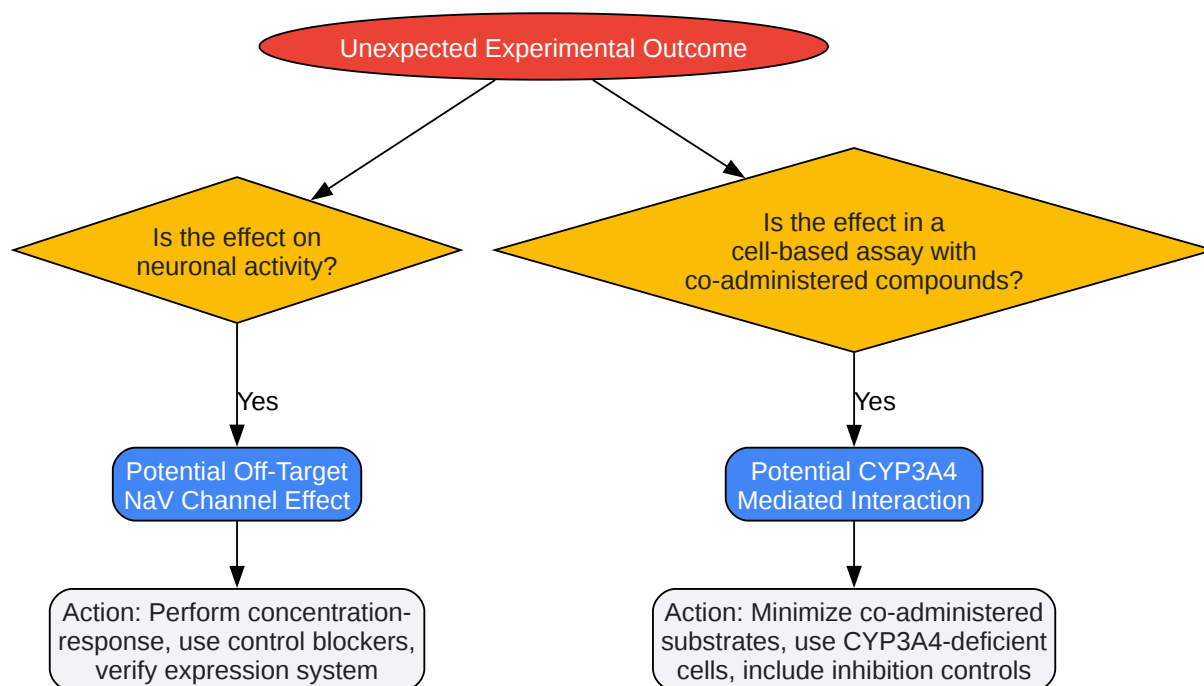 Unexpected Experimental Outcome
Is the effect on
neuronal activity?
Is the effect in a
cell-based assay with
co-administered compounds?
Yes
Yes
Potential Off-Target
NaV Channel Effect
Potential CYP3A4
Mediated Interaction
Action: Perform concentration-
response, use control blockers,
verify expression system
Action: Minimize co-administered
substrates, use CYP3A4-deficient
cells, include inhibition controls